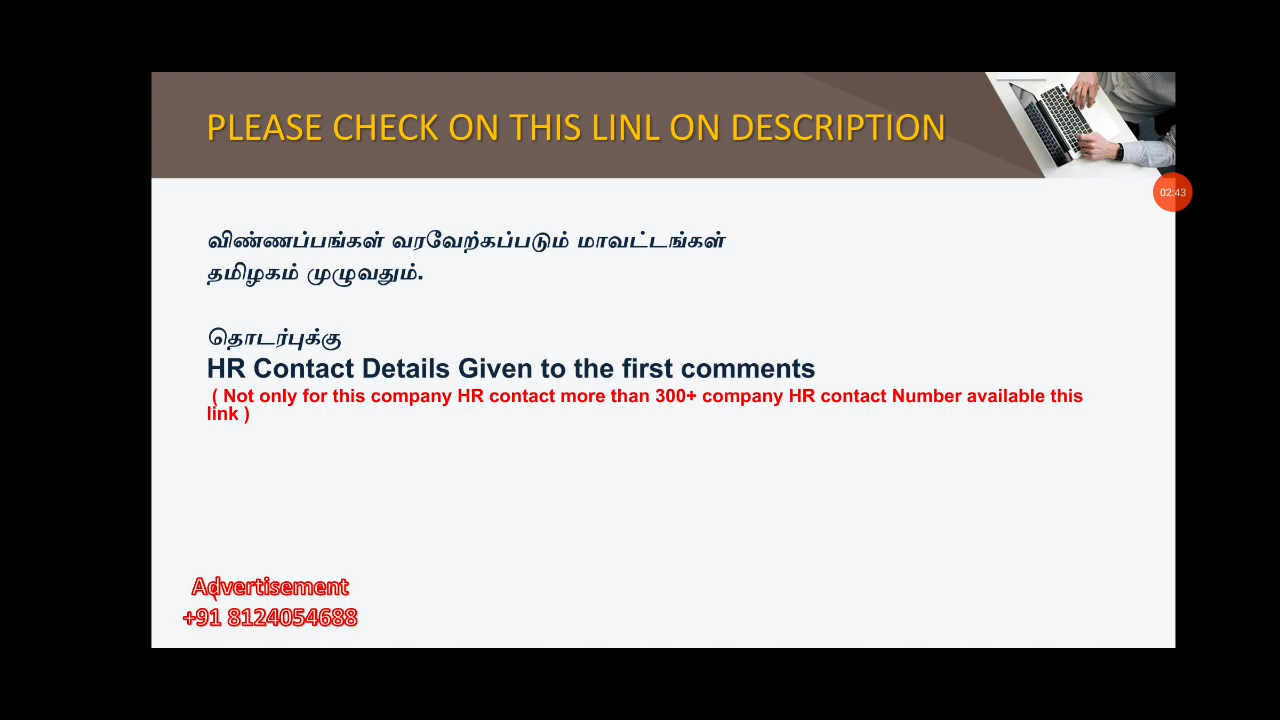 PLEASE CHECK ON THIS LINL ON DESCRIPTION
02:43
விண்ணப்பங்கள் வரவேற்கப்படும் மாவட்டங்கள்
தமிழகம் முழுவதும்.
தொடர்புக்கு
HR Contact Details Given to the first comments
( Not only for this company HR contact more than 300+ company HR contact Number available this
link )
Advertisement
+91 8124054688